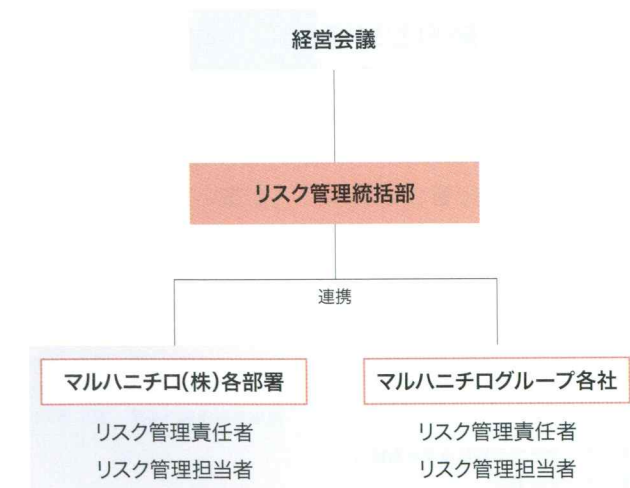 経営会議
リスク管理統括部
連携
マルハニチロ(株)各部署
マルハニチログループ各社
リスク管理責任者
リスク管理責任者
リスク管理担当者
リスク管理担当者